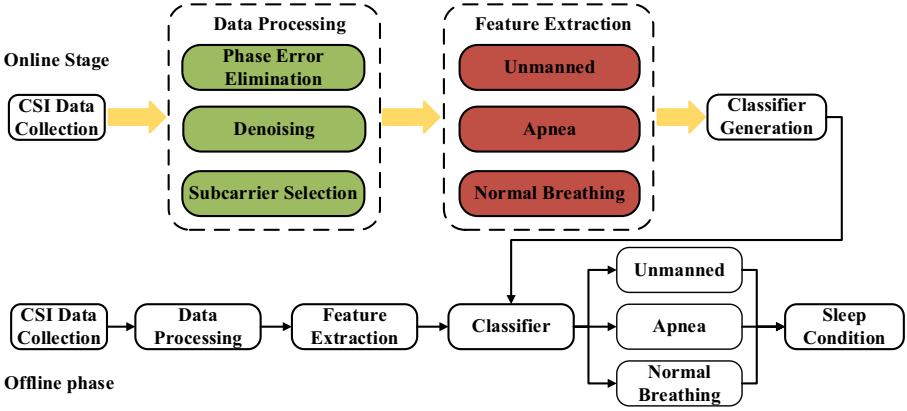 Data Processing
Feature Extraction
Online Stage
Phase Error
Elimination
Unmanned
CSI Data
Collection
Denoising
Apnea
Classifier
Generation
Subcarrier Selection
Normal Breathing
Unmanned
CSI Data
Collection
Data
Processing
Feature
Extraction
Classifier
Apnea
Sleep
Condition
Normal
Breathing
Offline phase